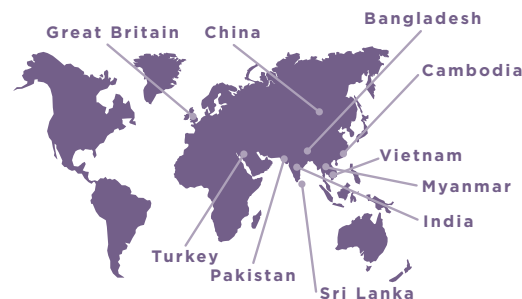 Bangladesh
Great Britain
China
Cambodia
Vietnam
Myanmar
India
Turkey
Pakistan
Sri Lanka